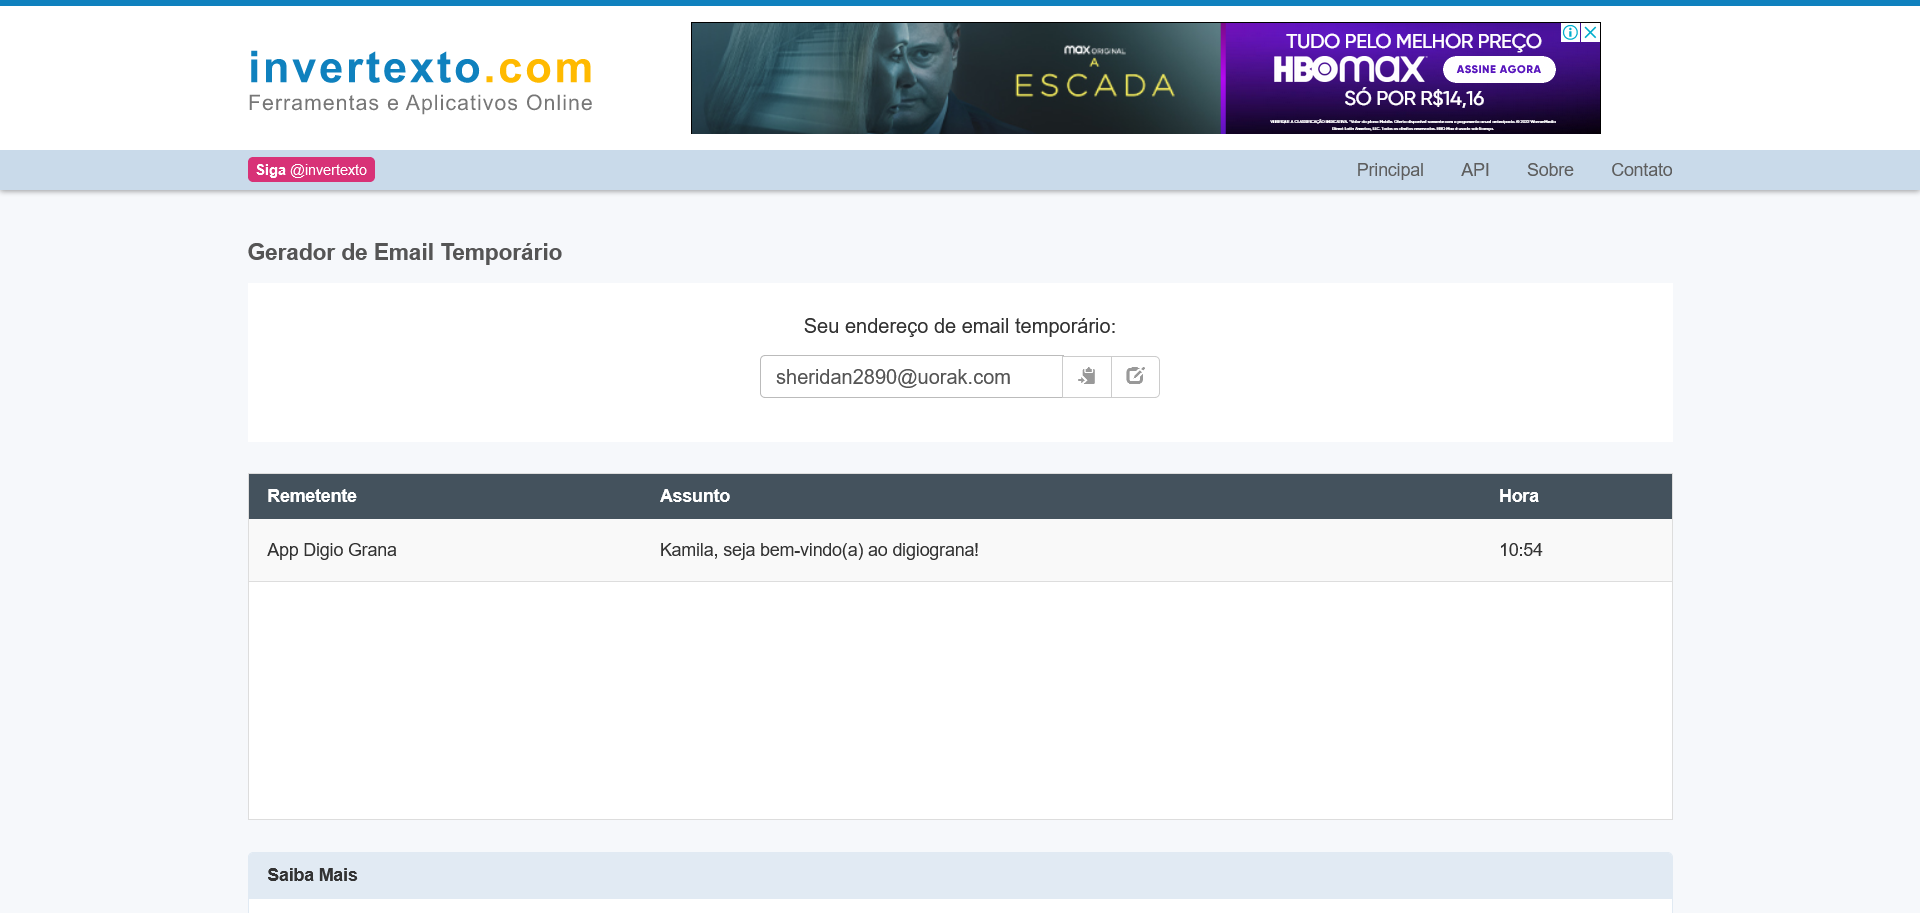 invertexto.com
Ferramentas e Aplicativos Online
max ORIGINAL
A
ESCADA
TUDO PELO MELHOR PREÇO
HBOmax
ASSINE AGORA
SÓ POR R$14,16
Siga @invertexto
Principal
API
Sobre
Contato
Gerador de Email Temporário
Seu endereço de email temporário:
sheridan2890@uorak.com
Remetente
Assunto
Hora
App Digio Grana
Kamila, seja bem-vindo(a) ao digiograna!
10:54
Saiba Mais